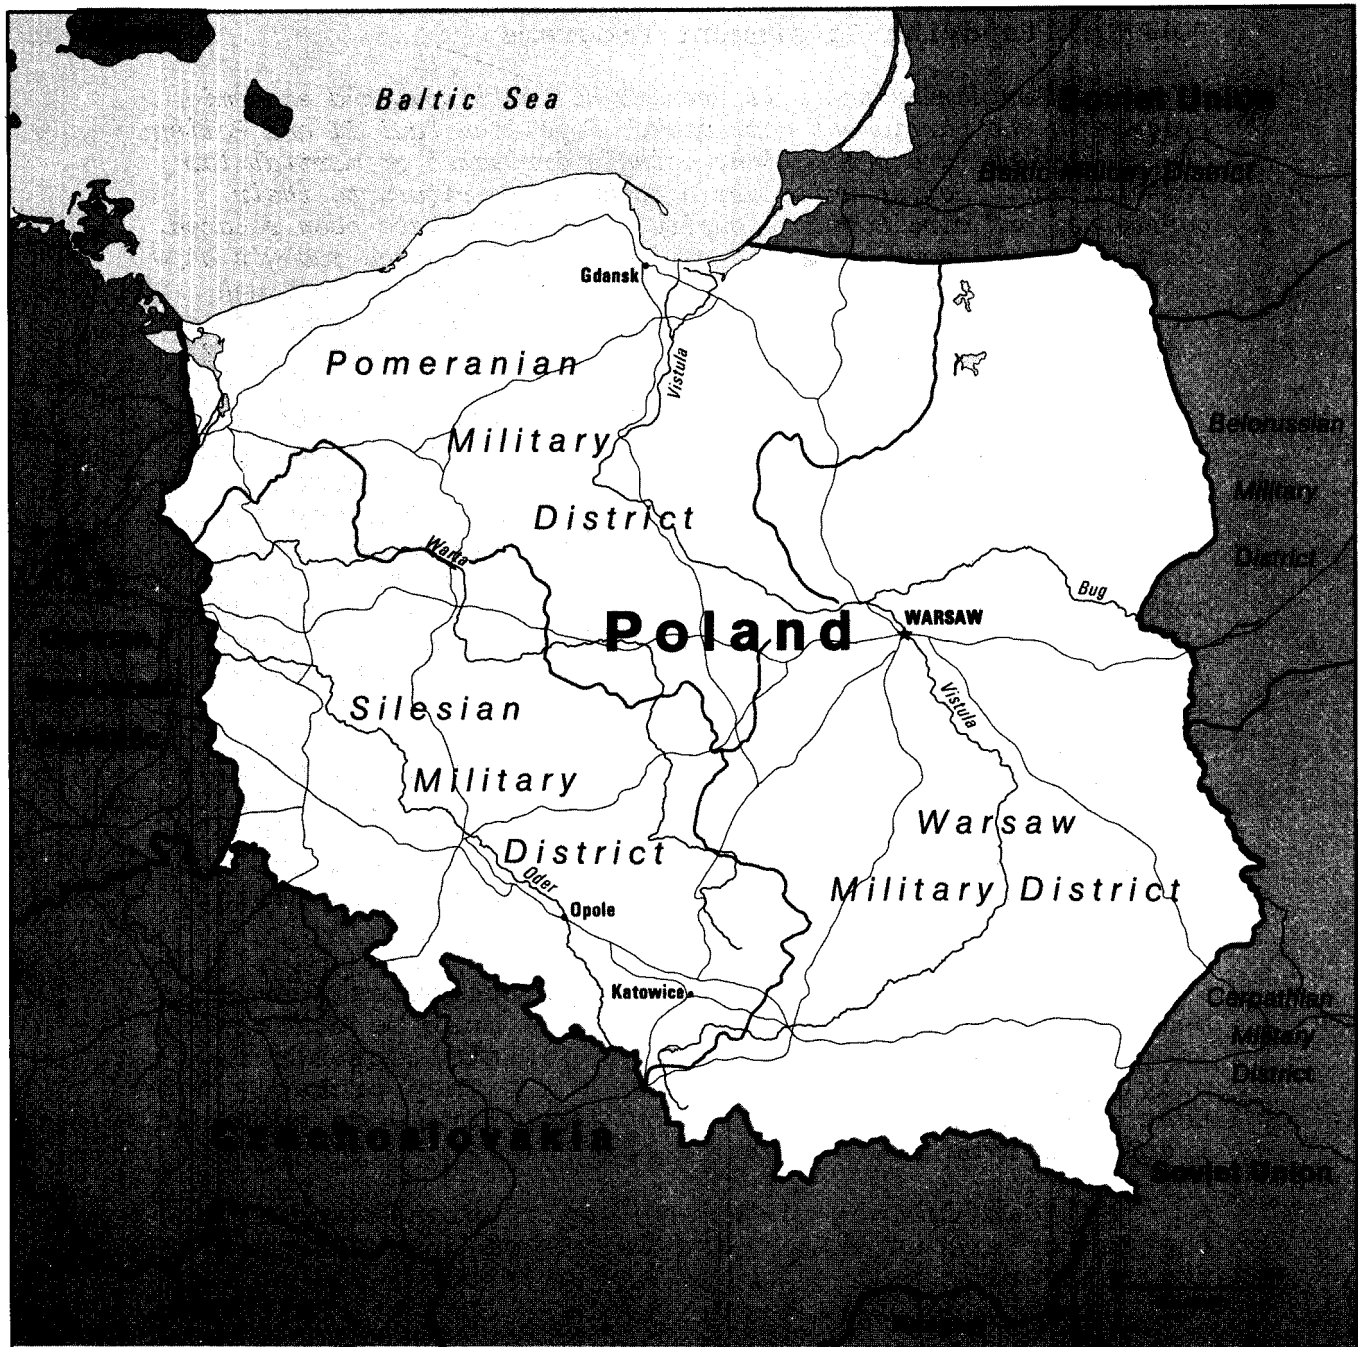 Baltic Sea
Soviet Union
Baltic Military District
Gdansk
Pomeranian
Military
District
Vistula
Belorussian
Military
District
Warta
Bug
Poland
WARSAW
Vistula
Silesian
Military
District
Oder
Opole
Katowice
Warsaw
Military District
Carpathian
Military
District
Czechoslovakia
Soviet Union